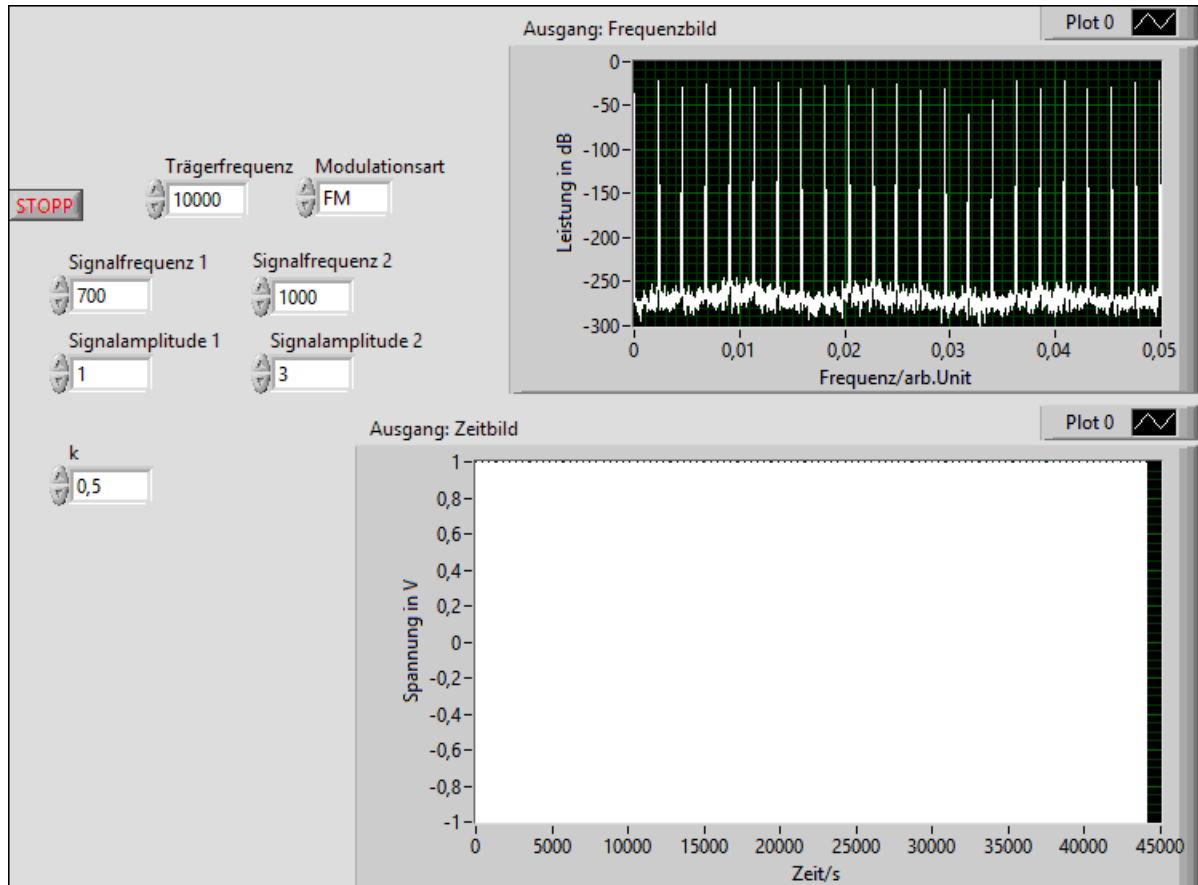 Ausgang: Frequenzbild
Plot 0
0
-50
-100
-150
-200
-250
-300
Leistung in dB
0 0,01 0,02 0,03 0,04 0,05
Frequenz/arb.Unit
Trägerfrequenz Modulationsart
STOPP
10000 FM
Signalfrequenz 1 Signalfrequenz 2
700 1000
Signalamplitude 1 Signalamplitude 2
1 3
k
0,5
Ausgang: Zeitbild
Plot 0
1
0,8
0,6
0,4
0,2
0
-0,2
-0,4
-0,6
-0,8
-1
Spannung in V
0 5000 10000 15000 20000 25000 30000 35000 40000 45000
Zeit/s